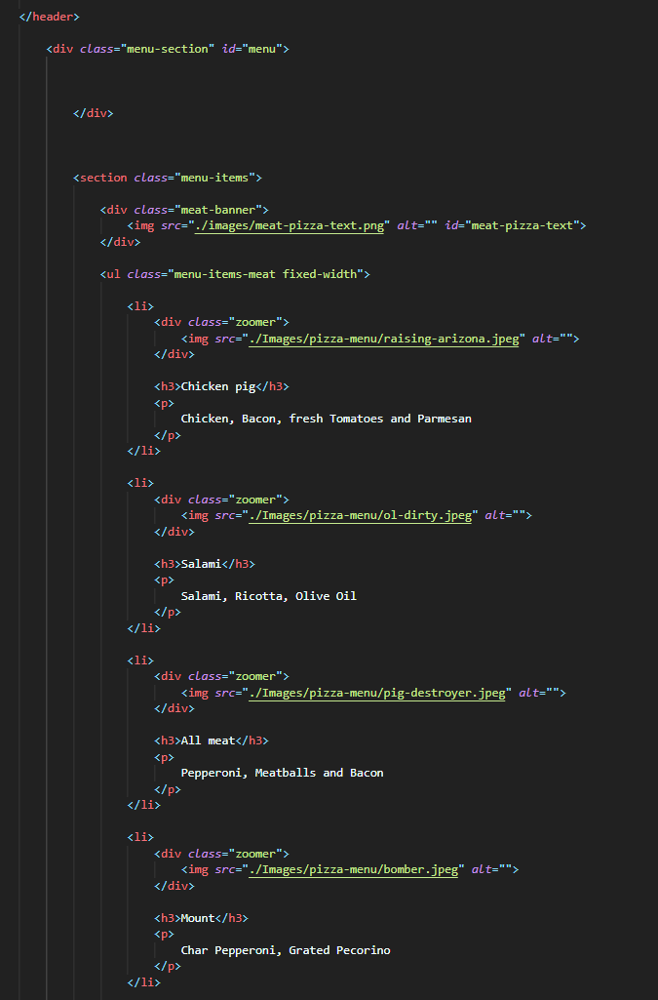 </header>
<div class="menu-section" id="menu">
</div>
<section class="menu-items">
<div class="meat-banner">
<img src="./images/meat-pizza-text.png" alt="" id="meat-pizza-text">
</div>
<ul class="menu-items-meat fixed-width">
<li>
<div class="zoomer">
<img src="./Images/pizza-menu/raising-arizona.jpeg" alt="">
</div>
<h3>Chicken pig</h3>
<p>
Chicken, Bacon, fresh Tomatoes and Parmesan
</p>
</li>
<li>
<div class="zoomer">
<img src="./Images/pizza-menu/ol-dirty.jpeg" alt="">
</div>
<h3>Salami</h3>
<p>
Salami, Ricotta, Olive Oil
</p>
</li>
<li>
<div class="zoomer">
<img src="./Images/pizza-menu/pig-destroyer.jpeg" alt="">
</div>
<h3>All meat</h3>
<p>
Pepperoni, Meatballs and Bacon
</p>
</li>
<li>
<div class="zoomer">
<img src="./Images/pizza-menu/bomber.jpeg" alt="">
</div>
<h3>Mount</h3>
<p>
Char Pepperoni, Grated Pecorino
</p>
</li>